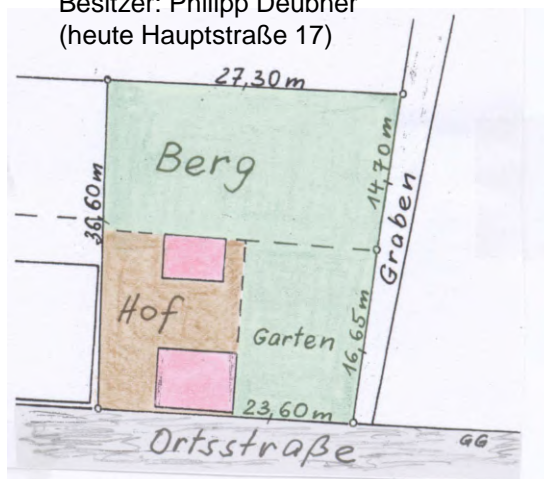 Besitzer: Philipp Deubner
(heute Hauptstraße 17)
27,30 m
Berg
14,70 m
36,60 m
Graben
Hof
Garten
16,65 m
23,60 m
Ortsstraße
GG